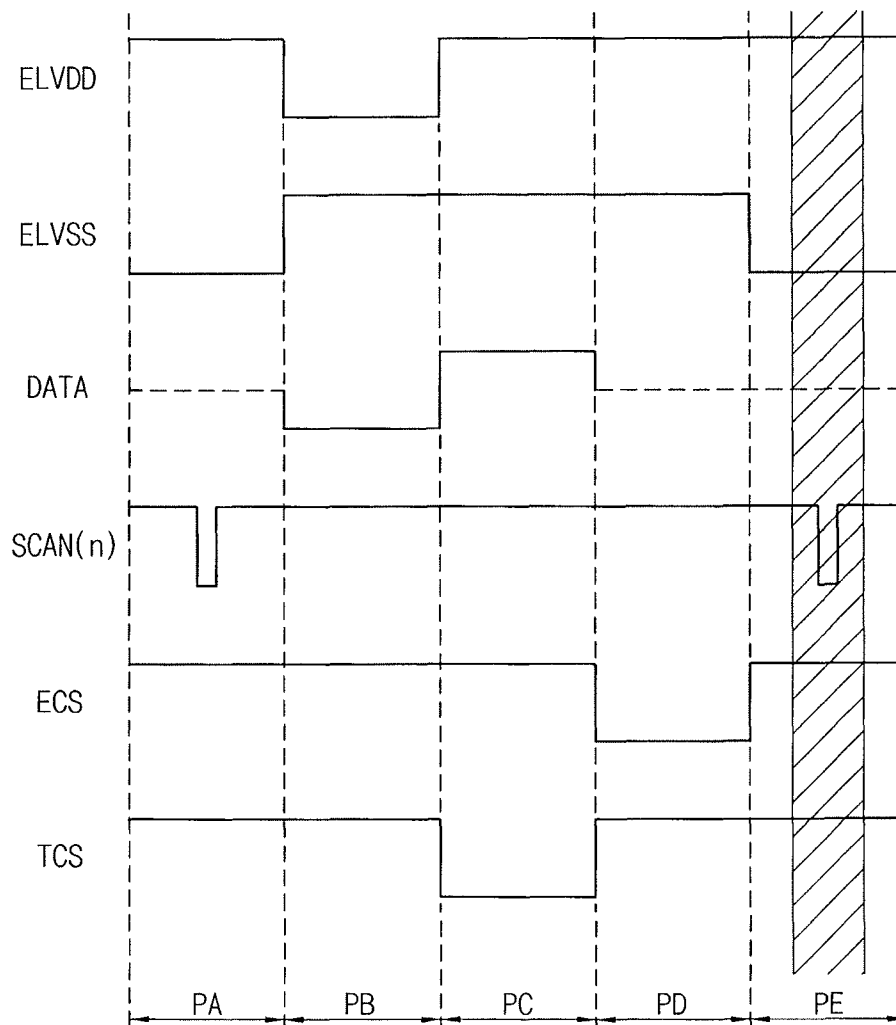 ELVDD
ELVSS
DATA
SCAN(n)
ECS
TCS
PA PB PC PD PE